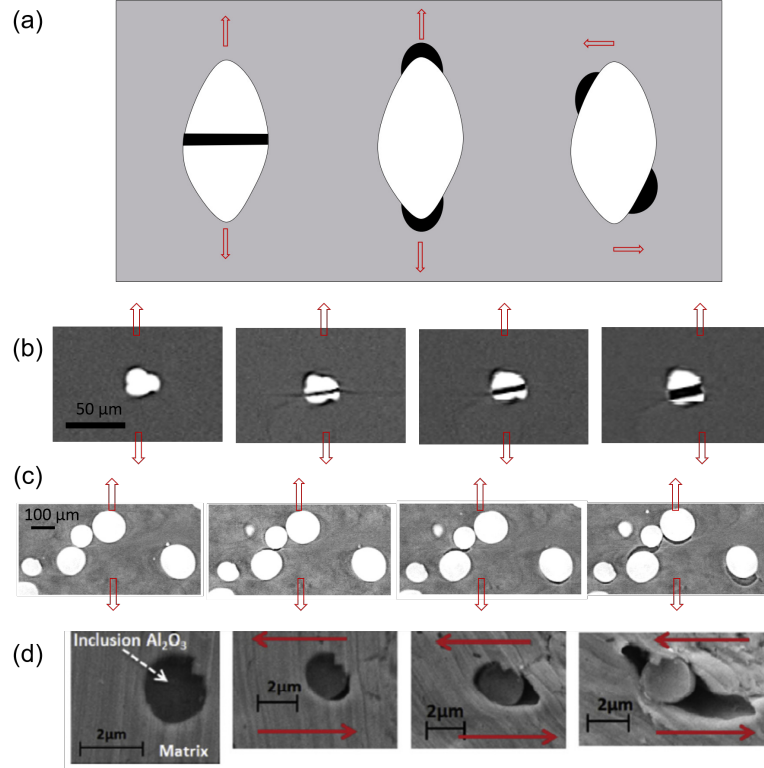 (a)
(b)
50 µm
(c)
100 µm
(d)
Inclusion Al₂O₃
2µm
Matrix
2µm
2µm
2µm